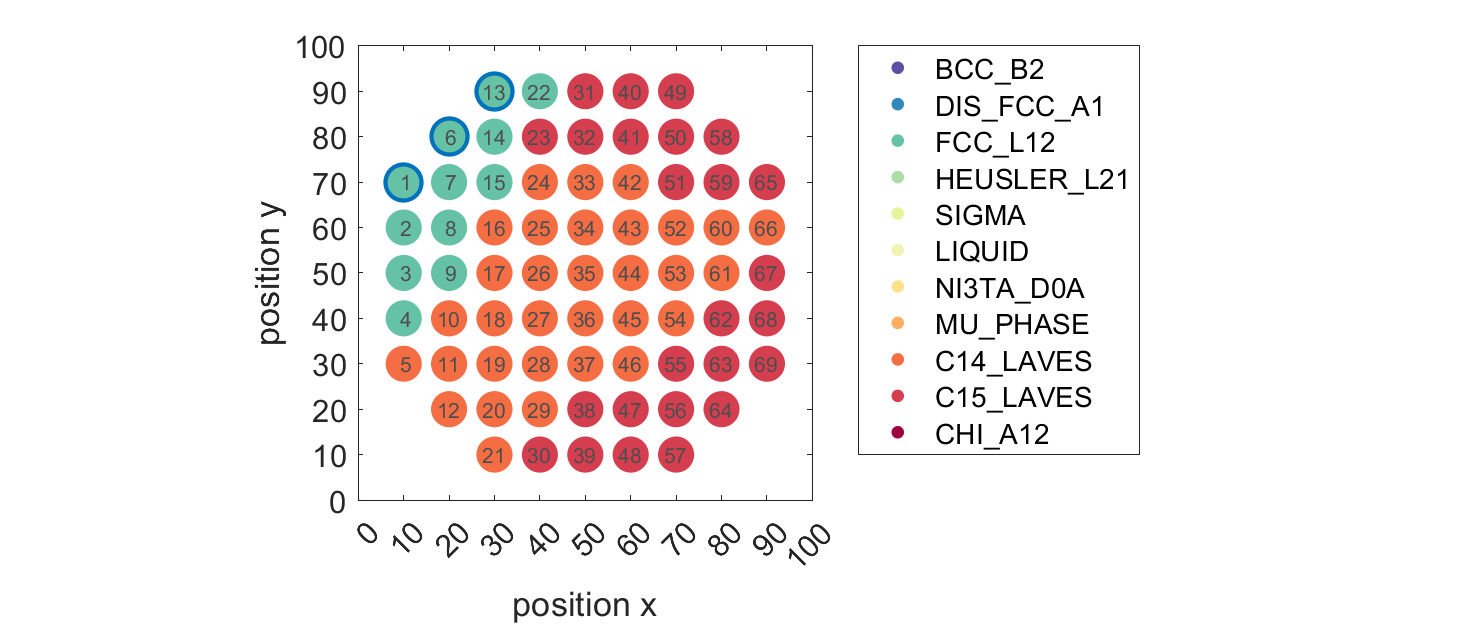 100
90 13 22 31 40 49
80 6 14 23 32 41 50 58
70 1 7 15 24 33 42 51 59 65
60 2 8 16 25 34 43 52 60 66
50 3 9 17 26 35 44 53 61 67
40 4 10 18 27 36 45 54 62 68
30 5 11 19 28 37 46 55 63 69
20 12 20 29 38 47 56 64
10 21 30 39 48 57
0
0 10 20 30 40 50 60 70 80 90 100
position x
position y
BCC_B2
DIS_FCC_A1
FCC_L12
HEUSLER_L21
SIGMA
LIQUID
NI3TA_D0A
MU_PHASE
C14_LAVES
C15_LAVES
CHI_A12